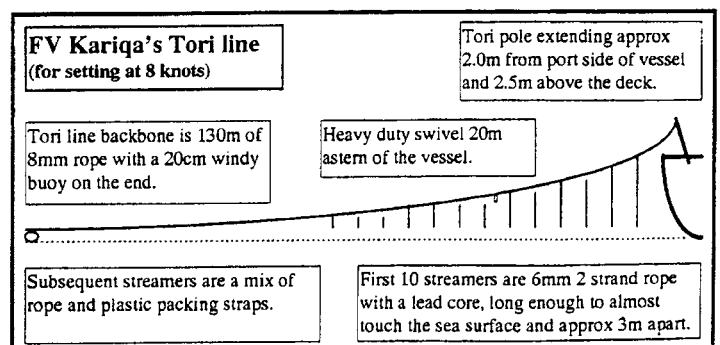 FV Kariqa's Tori line
(for setting at 8 knots)
Tori pole extending approx
2.0m from port side of vessel
and 2.5m above the deck.
Tori line backbone is 130m of
8mm rope with a 20cm windy
buoy on the end.
Heavy duty swivel 20m
astern of the vessel.
Subsequent streamers are a mix of
rope and plastic packing straps.
First 10 streamers are 6mm 2 strand rope
with a lead core, long enough to almost
touch the sea surface and approx 3m apart.